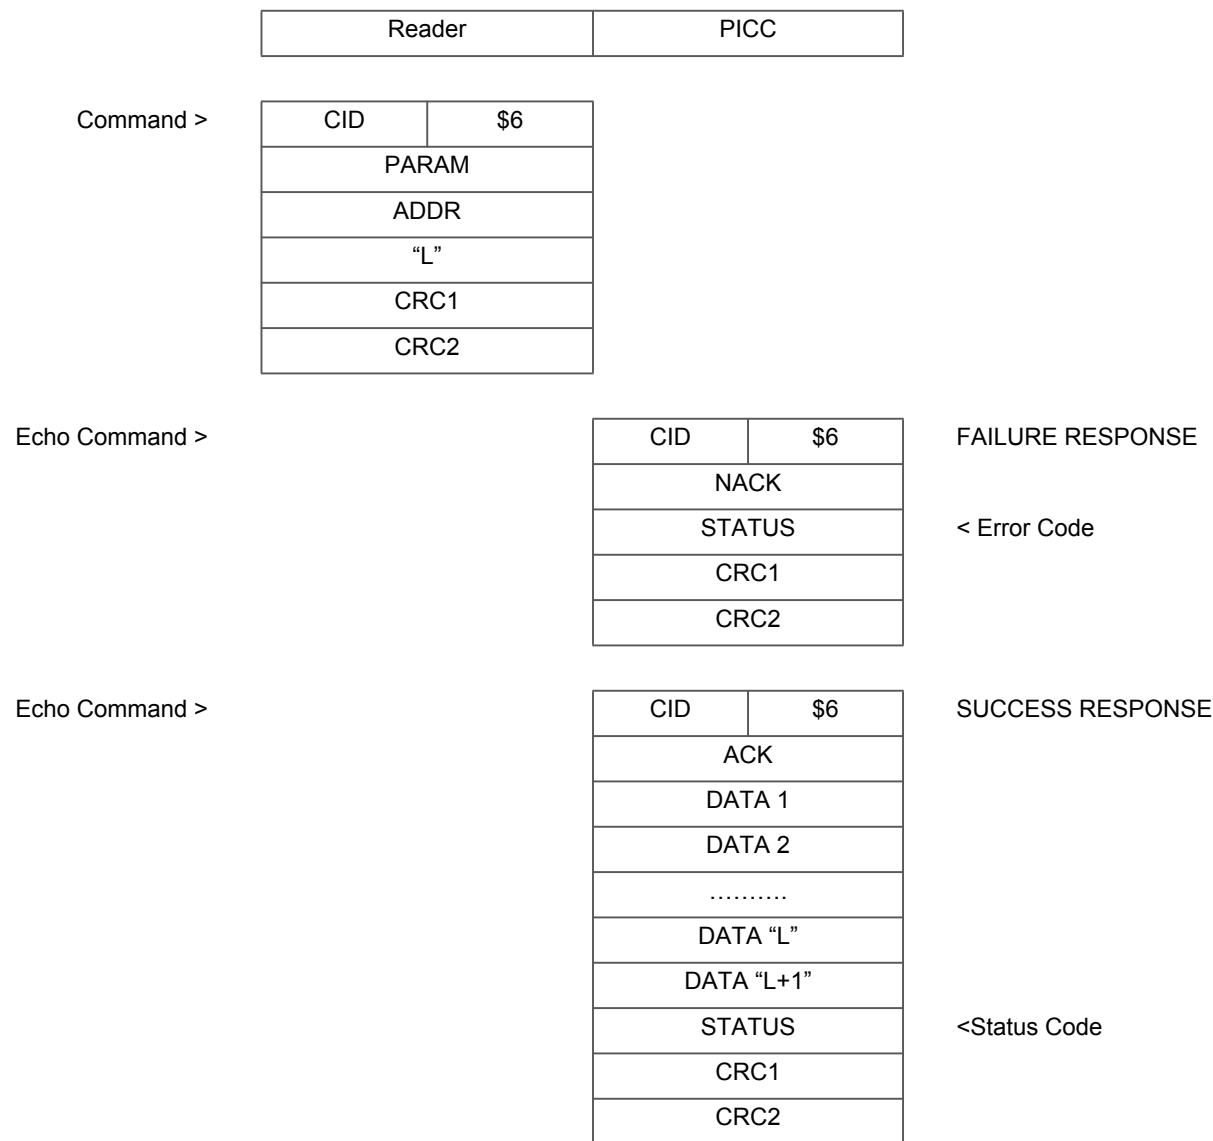 Reader PICC
Command > CID $6
PARAM
ADDR
“L”
CRC1
CRC2
Echo Command > CID $6 FAILURE RESPONSE
NACK
STATUS < Error Code
CRC1
CRC2
Echo Command > CID $6 SUCCESS RESPONSE
ACK
DATA 1
DATA 2
……….
DATA “L”
DATA “L+1”
STATUS <Status Code
CRC1
CRC2